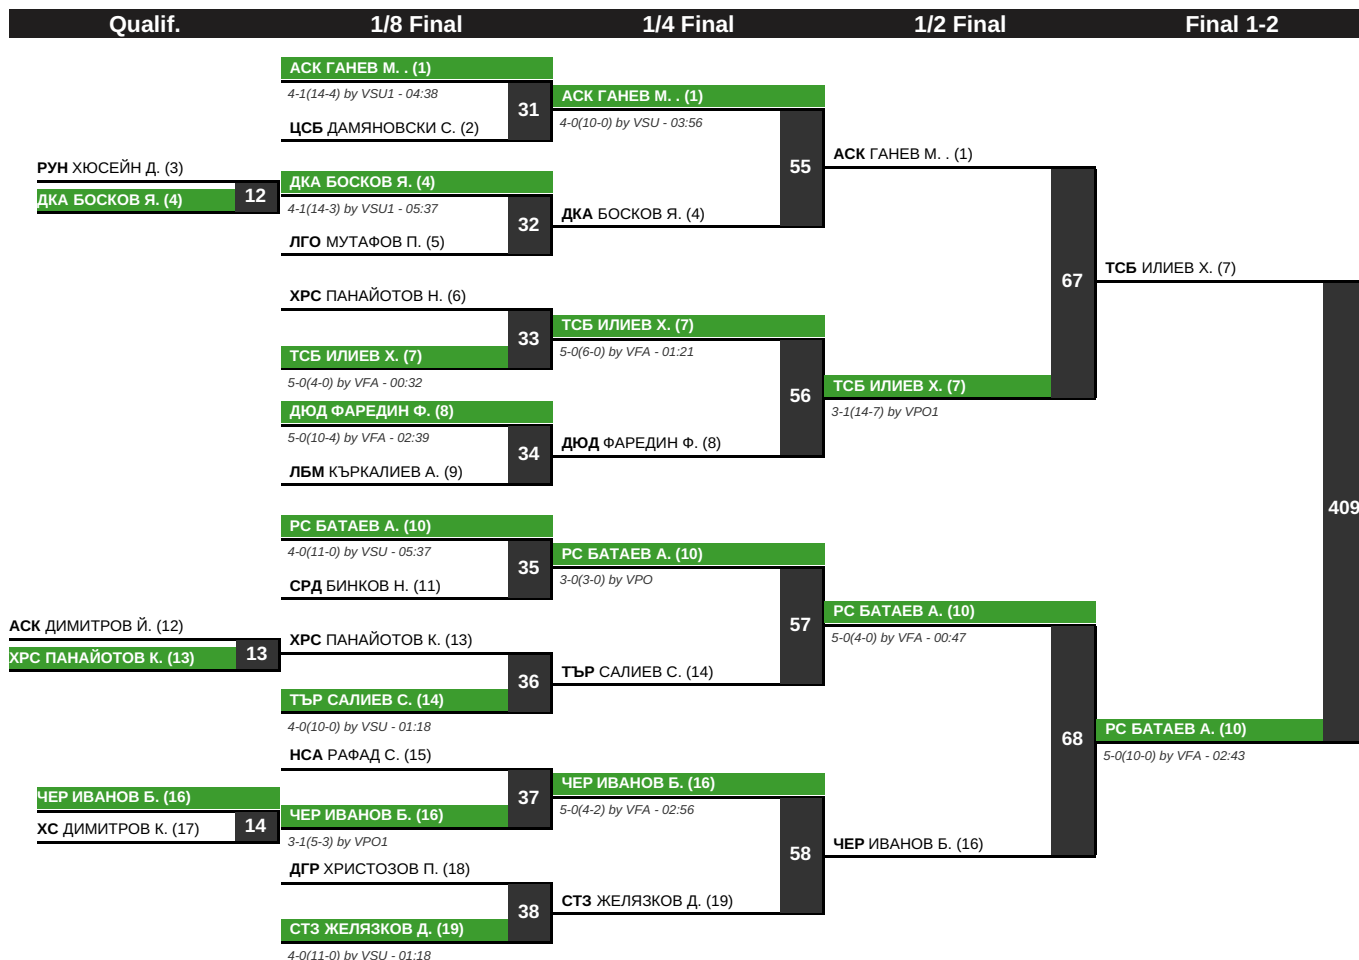 Qualif.
1/8 Final
1/4 Final
1/2 Final
Final 1-2
РУН ХЮСЕЙН Д. (3)
12
ДКА БОСКОВ Я. (4)
АСК ДИМИТРОВ Й. (12)
13
ХРС ПАНАЙОТОВ К. (13)
ЧЕР ИВАНОВ Б. (16)
14
ХС ДИМИТРОВ К. (17)
АСК ГАНЕВ М. . (1)
4-1(14-4) by VSU1 - 04:38
31
ЦСБ ДАМЯНОВСКИ С. (2)
ДКА БОСКОВ Я. (4)
4-1(14-3) by VSU1 - 05:37
32
ЛГО МУТАФОВ П. (5)
ХРС ПАНАЙОТОВ Н. (6)
33
ТСБ ИЛИЕВ Х. (7)
5-0(4-0) by VFA - 00:32
ДЮД ФАРЕДИН Ф. (8)
5-0(10-4) by VFA - 02:39
34
ЛБМ КЪРКАЛИЕВ А. (9)
РС БАТАЕВ А. (10)
4-0(11-0) by VSU - 05:37
35
СРД БИНКОВ Н. (11)
ХРС ПАНАЙОТОВ К. (13)
36
ТЪР САЛИЕВ С. (14)
4-0(10-0) by VSU - 01:18
НСА РАФАД С. (15)
37
ЧЕР ИВАНОВ Б. (16)
3-1(5-3) by VPO1
ДГР ХРИСТОЗОВ П. (18)
38
СТЗ ЖЕЛЯЗКОВ Д. (19)
4-0(11-0) by VSU - 01:18
АСК ГАНЕВ М. . (1)
4-0(10-0) by VSU - 03:56
55
ДКА БОСКОВ Я. (4)
ТСБ ИЛИЕВ Х. (7)
5-0(6-0) by VFA - 01:21
56
ДЮД ФАРЕДИН Ф. (8)
РС БАТАЕВ А. (10)
3-0(3-0) by VPO
57
ТЪР САЛИЕВ С. (14)
ЧЕР ИВАНОВ Б. (16)
5-0(4-2) by VFA - 02:56
58
СТЗ ЖЕЛЯЗКОВ Д. (19)
АСК ГАНЕВ М. . (1)
67
ТСБ ИЛИЕВ Х. (7)
3-1(14-7) by VPO1
РС БАТАЕВ А. (10)
5-0(4-0) by VFA - 00:47
68
ЧЕР ИВАНОВ Б. (16)
ТСБ ИЛИЕВ Х. (7)
409
РС БАТАЕВ А. (10)
5-0(10-0) by VFA - 02:43